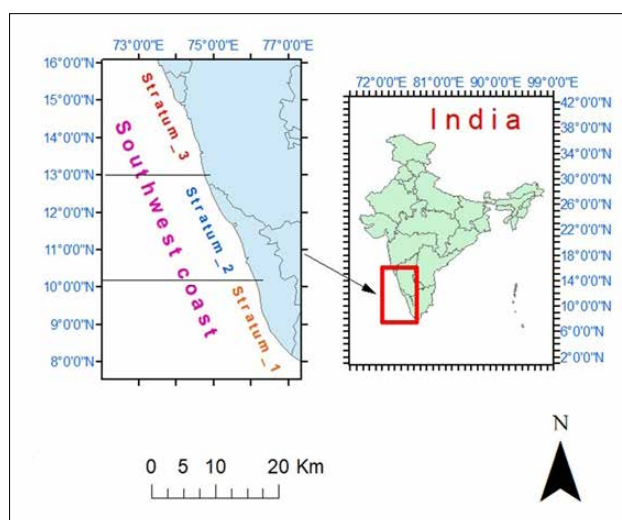 73°0'0"E 75°0'0"E 77°0'0"E
16°0'0"N
15°0'0"N
14°0'0"N
13°0'0"N
12°0'0"N
11°0'0"N
10°0'0"N
9°0'0"N
8°0'0"N
Stratum_3
Southwest coast
Stratum_2
Stratum_1
72°0'0"E 81°0'0"E 90°0'0"E 99°0'0"E
India
42°0'0"N
38°0'0"N
34°0'0"N
30°0'0"N
26°0'0"N
22°0'0"N
18°0'0"N
14°0'0"N
10°0'0"N
6°0'0"N
2°0'0"N
0 5 10 20 Km
N